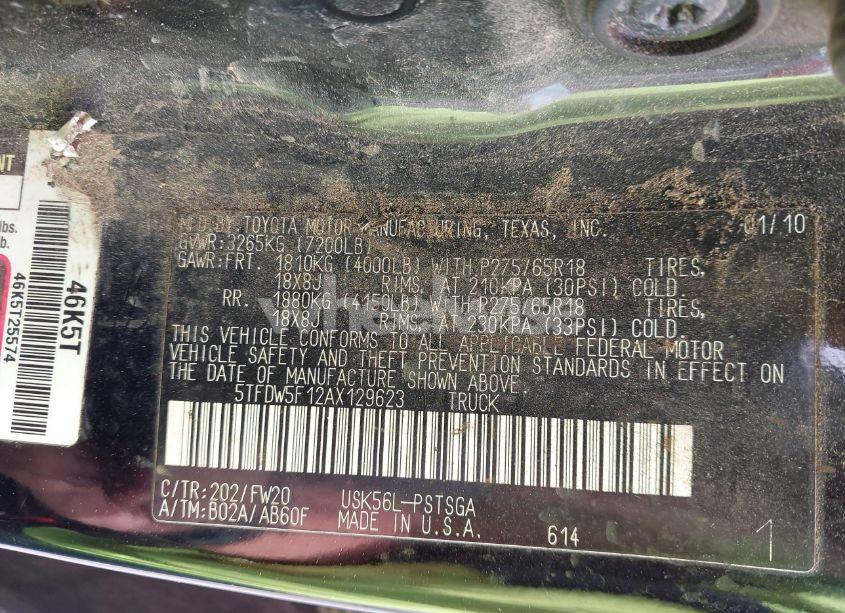 MFD.BY: TOYOTA MOTOR MANUFACTURING, TEXAS, INC. 01/10
GVWR:3265KG (7200LB)
GAWR:FRT. 1810KG (4000LB) WITH P275/65R18 TIRES,
18X8J RIMS, AT 210KPA (30PSI) COLD.
RR. 1880KG (4150LB) WITH P275/65R18 TIRES,
18X8J RIMS, AT 230KPA (33PSI) COLD.
THIS VEHICLE CONFORMS TO ALL APPLICABLE FEDERAL MOTOR
VEHICLE SAFETY AND THEFT PREVENTION STANDARDS IN EFFECT ON
THE DATE OF MANUFACTURE SHOWN ABOVE.
5TFDW5F12AX129623 TRUCK
C/TR:202/FW20 USK56L-PSTSGA
A/TM:B02A/AB60F MADE IN U.S.A. 614 1
NT
lbs.
b.
46K5T
46K5T25574